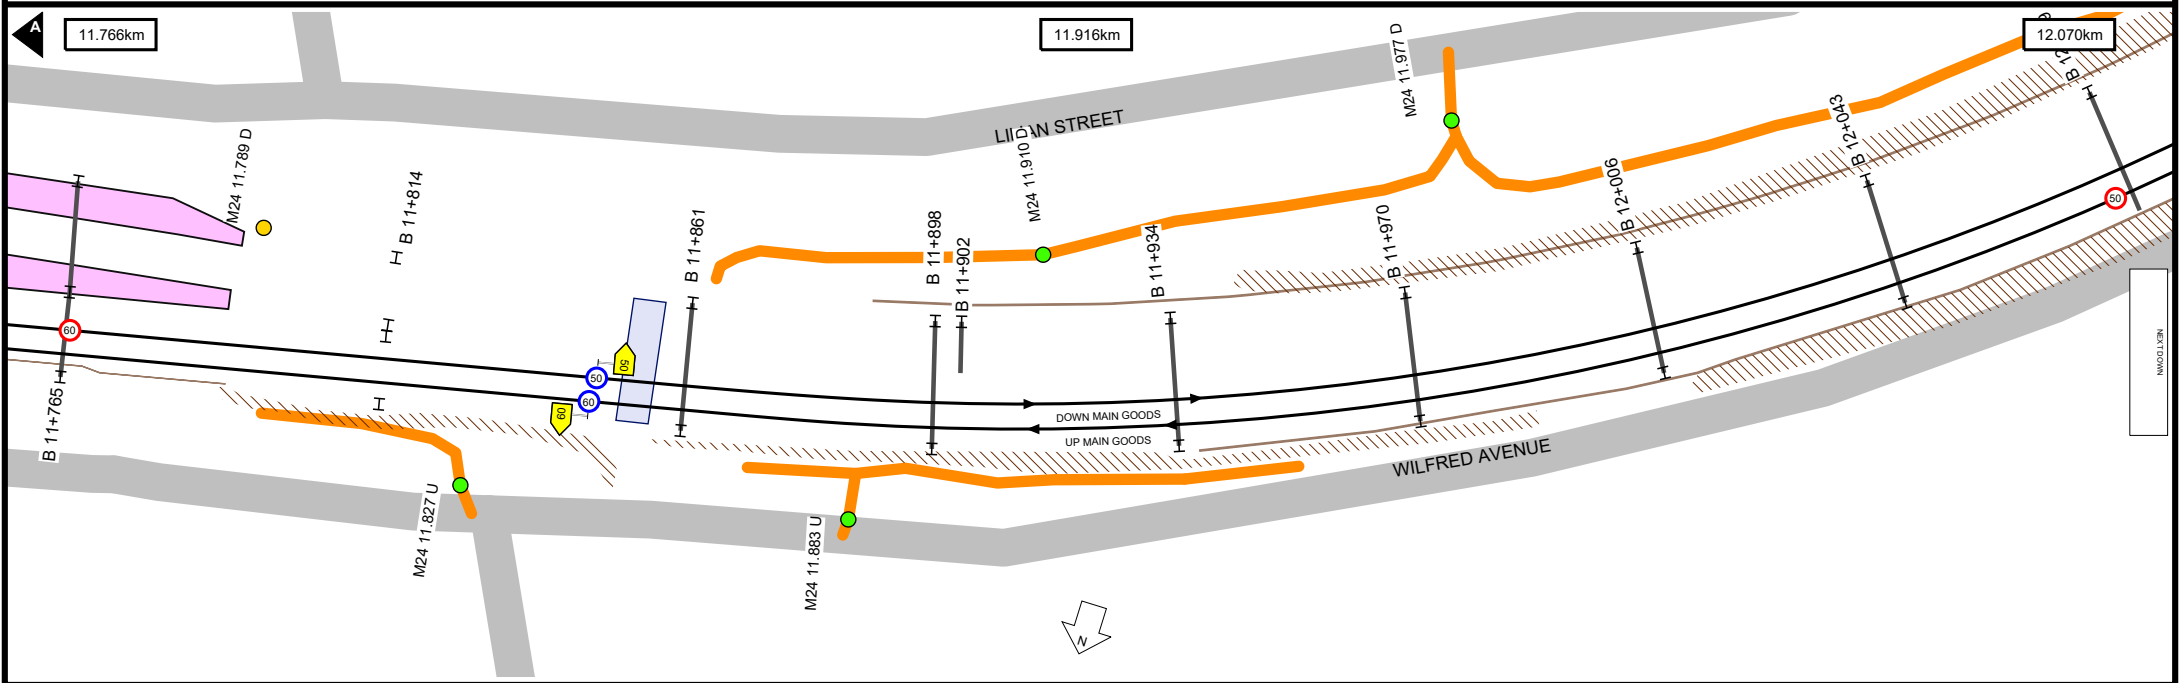 A
11.766km
11.916km
12.070km
M24 11.977 D
LILIAN STREET
M24 11.789 D
B 11+814
M24 11.910 D
B 12+043
B 12+006
B 11+861
B 11+898
B 11+902
B 11+934
B 11+970
50
60
50
50
60
60
DOWN MAIN GOODS
UP MAIN GOODS
B 11+765
WILFRED AVENUE
M24 11.827 U
M24 11.883 U
NEXT DOWN
N